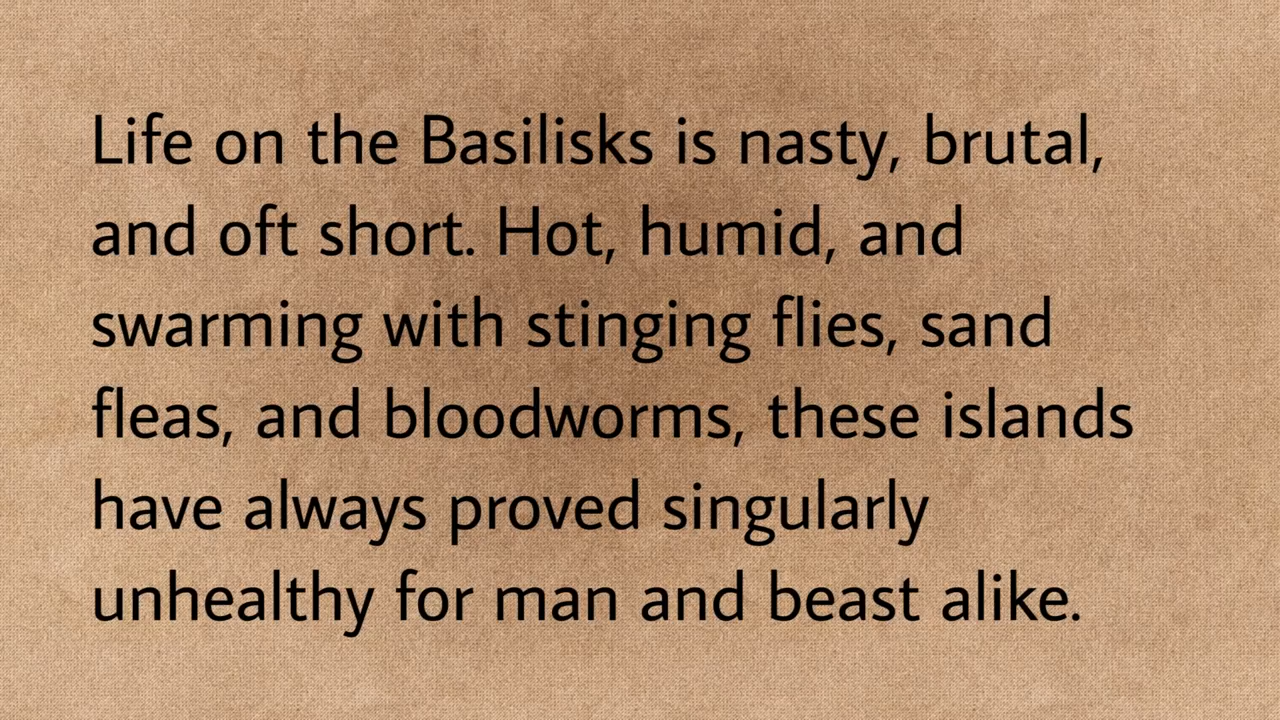 Life on the Basilisks is nasty, brutal,
and oft short. Hot, humid, and
swarming with stinging flies, sand
fleas, and bloodworms, these islands
have always proved singularly
unhealthy for man and beast alike.